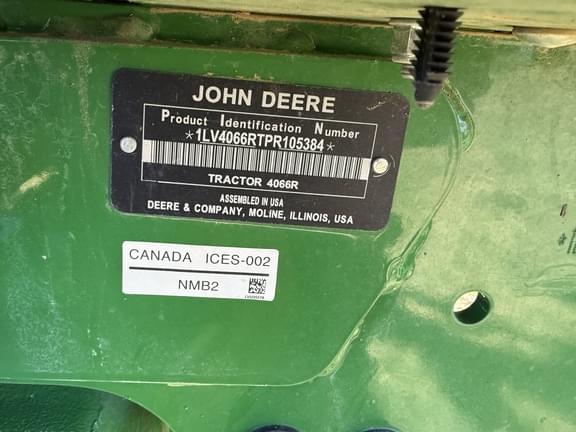 JOHN DEERE
Product Identification Number
*1LV4066RTPR105384*
TRACTOR 4066R
ASSEMBLED IN USA
DEERE & COMPANY, MOLINE, ILLINOIS, USA
CANADA ICES-002
NMB2